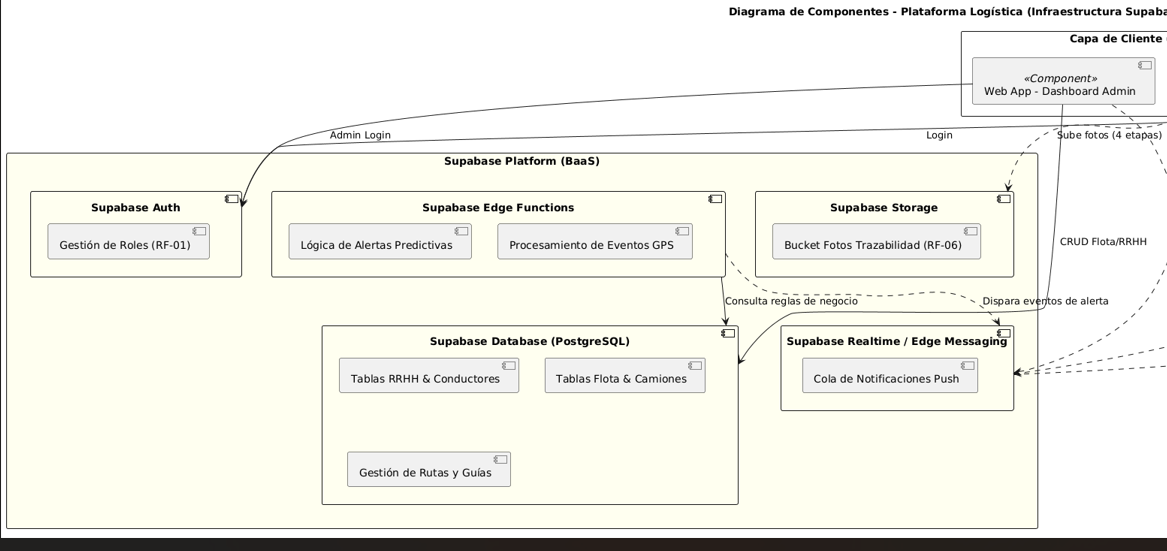 Diagrama de Componentes - Plataforma Logística (Infraestructura Supaba
Capa de Cliente
«Component»
Web App - Dashboard Admin
Admin Login
Login
Sube fotos (4 etapas)
Supabase Platform (BaaS)
Supabase Auth
Gestión de Roles (RF-01)
Supabase Edge Functions
Lógica de Alertas Predictivas
Procesamiento de Eventos GPS
Supabase Storage
Bucket Fotos Trazabilidad (RF-06)
CRUD Flota/RRHH
Consulta reglas de negocio
Dispara eventos de alerta
Supabase Database (PostgreSQL)
Tablas RRHH & Conductores
Tablas Flota & Camiones
Gestión de Rutas y Guías
Supabase Realtime / Edge Messaging
Cola de Notificaciones Push